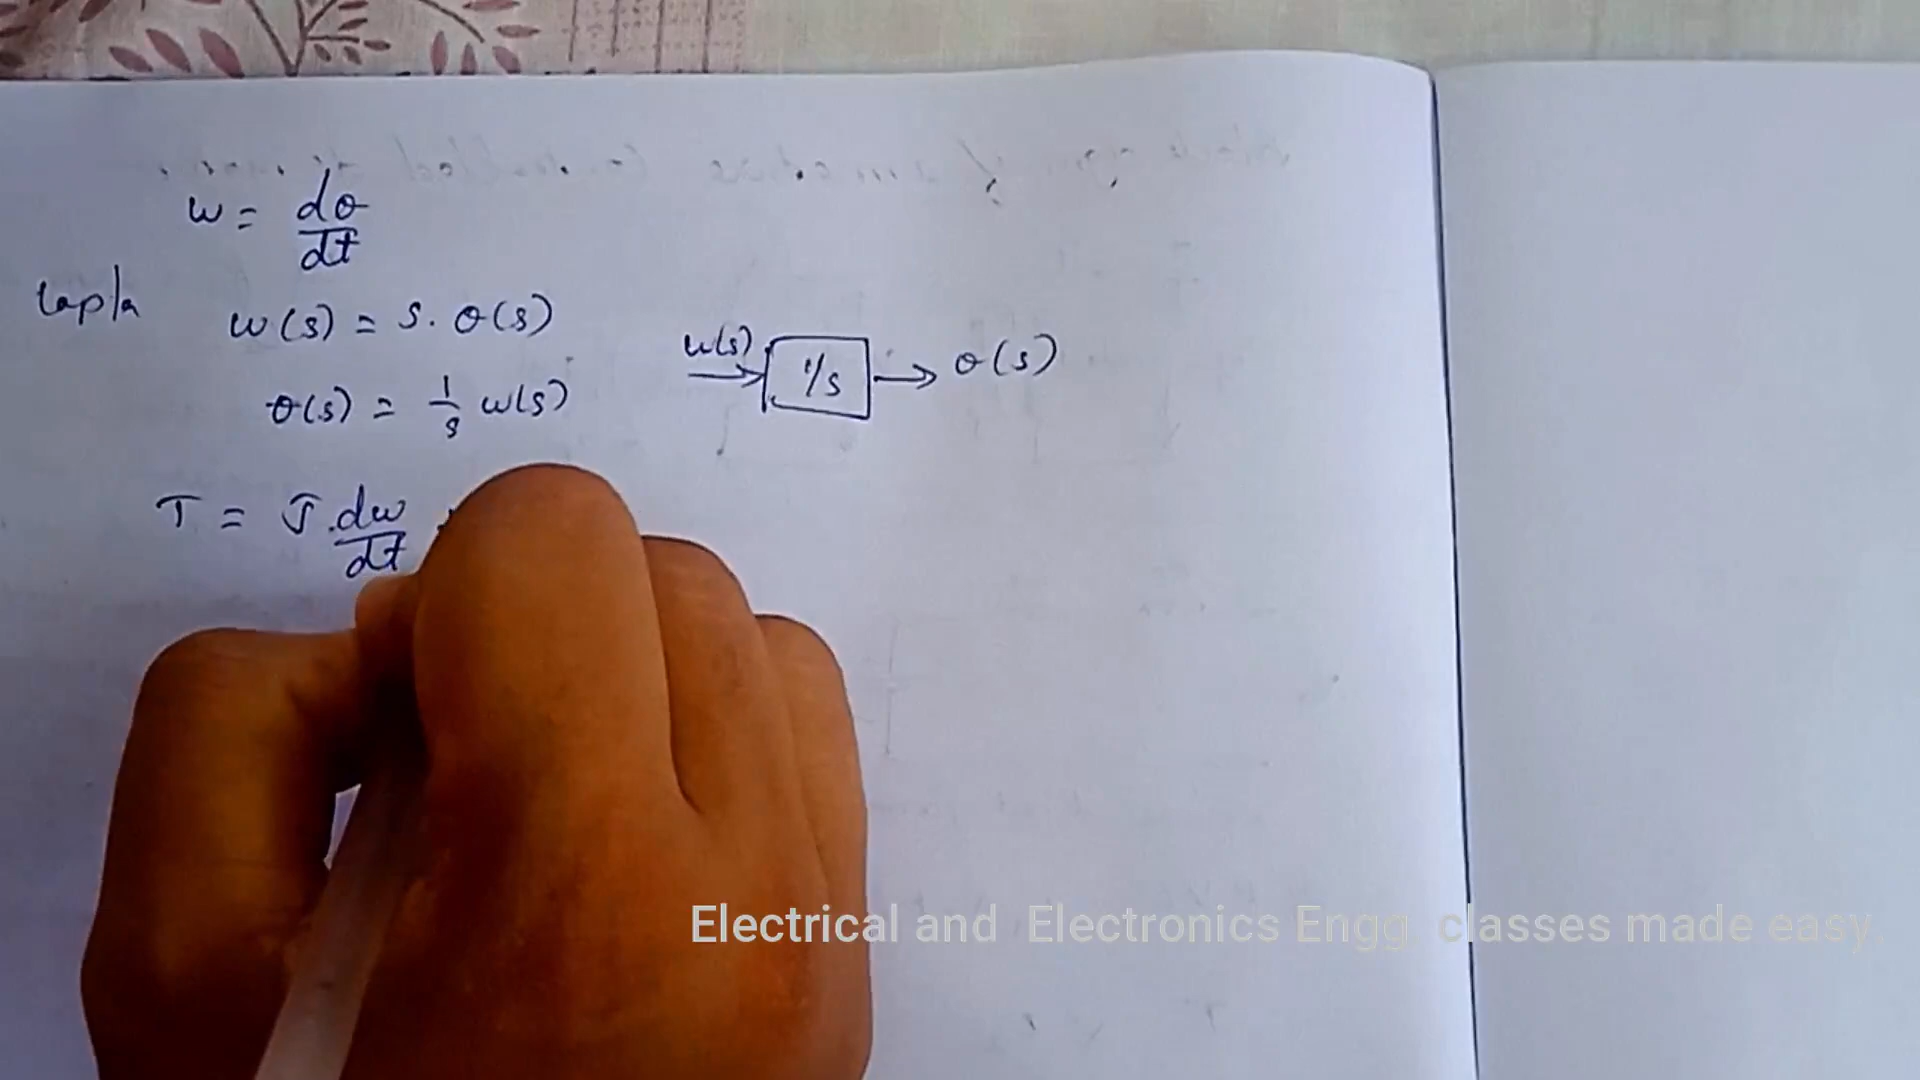 w = dθ/dt
Lapla w(s) = s. θ(s)
θ(s) = 1/s w(s)
w(s) 1/s θ(s)
T = J. dw/dt
Electrical and Electronics Engg classes made easy.